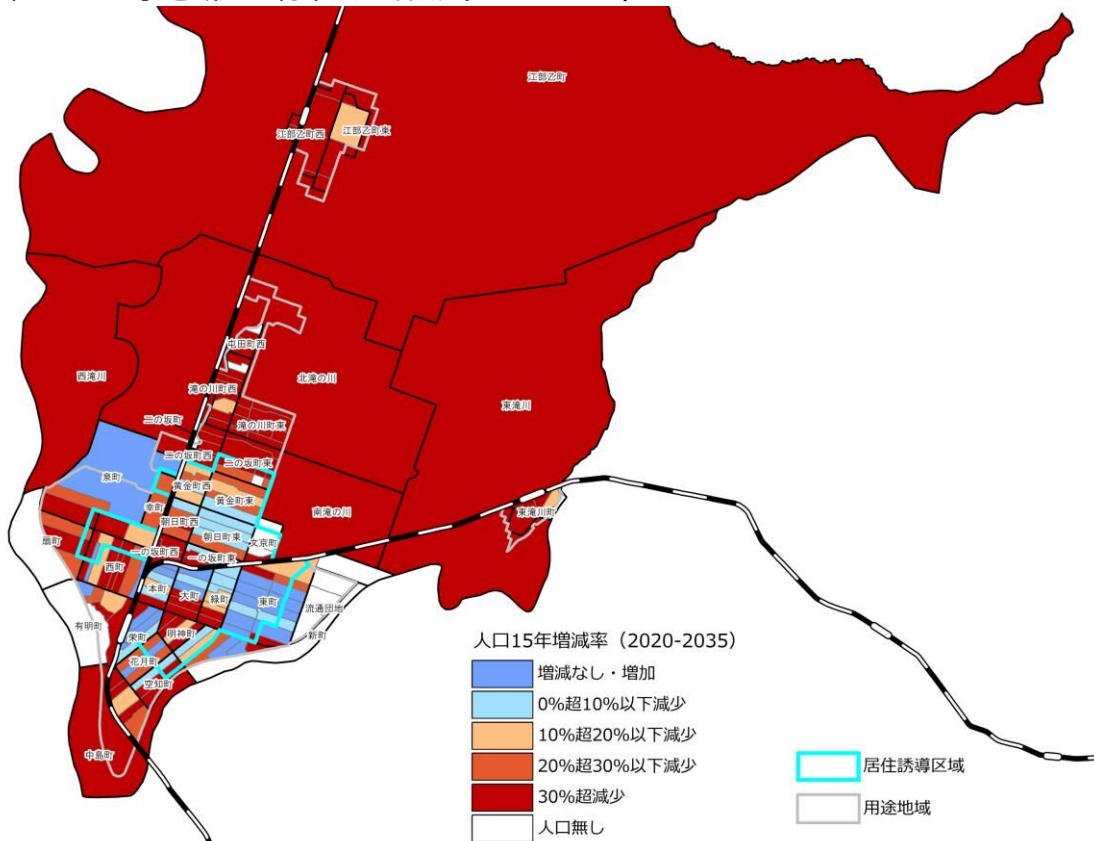 江部乙町
江部乙町西
江部乙町東
屯田町西
西滝川
北滝の川
滝の川町西
東滝川
二の坂町
滝の川町東
二の坂町西
二の坂町東
泉町
黄金町西
黄金町東
幸町
南滝の川
東滝川町
朝日町西
朝日町東
文京町
扇町
一の坂町西
一の坂町東
西町
本町
大町
緑町
東町
流通団地
有明町
栄町
明神町
新町
花月町
空知町
中島町
人口15年増減率（2020-2035）
増減なし・増加
0%超10%以下減少
10%超20%以下減少
20%超30%以下減少
30%超減少
人口無し
居住誘導区域
用途地域